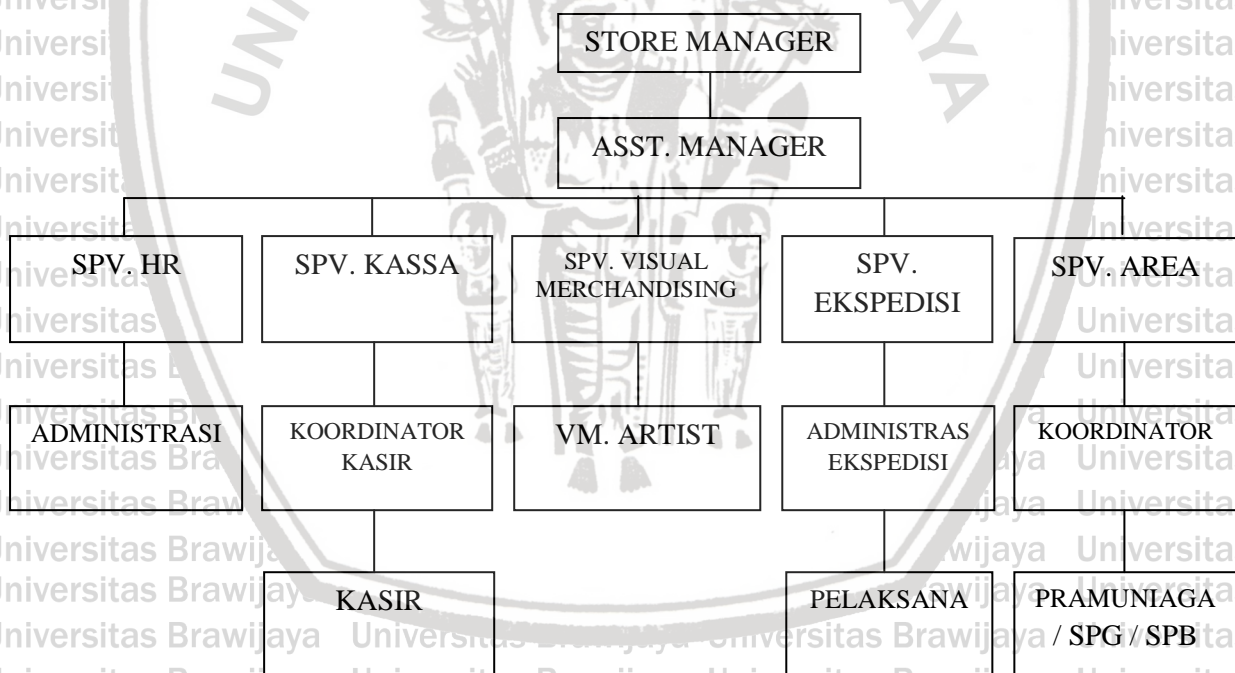 STORE MANAGER
ASST. MANAGER
SPV. HR
SPV. KASSA
SPV. VISUAL
MERCHANDISING
SPV.
EKSPEDISI
SPV. AREA
ADMINISTRASI
KOORDINATOR
KASIR
VM. ARTIST
ADMINISTRAS
EKSPEDISI
KOORDINATOR
KASIR
PELAKSANA
PRAMUNIAGA
/ SPG / SPB